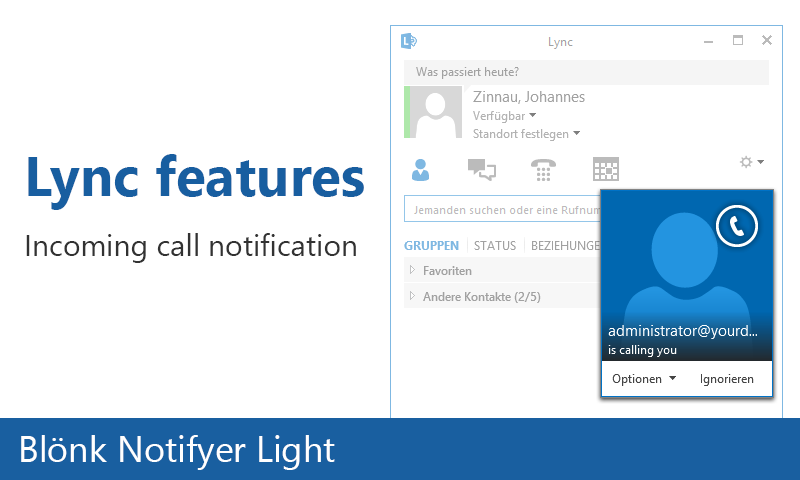 Lync
Was passiert heute?
Zinnau, Johannes
Verfügbar
Standort festlegen
Lync features
Incoming call notification
Jemanden suchen oder eine Rufnum
GRUPPEN STATUS BEZIEHUNGE
Favoriten
Andere Kontakte (2/5)
administrator@yourd...
is calling you
Optionen Ignorieren
Blönk Notifyer Light